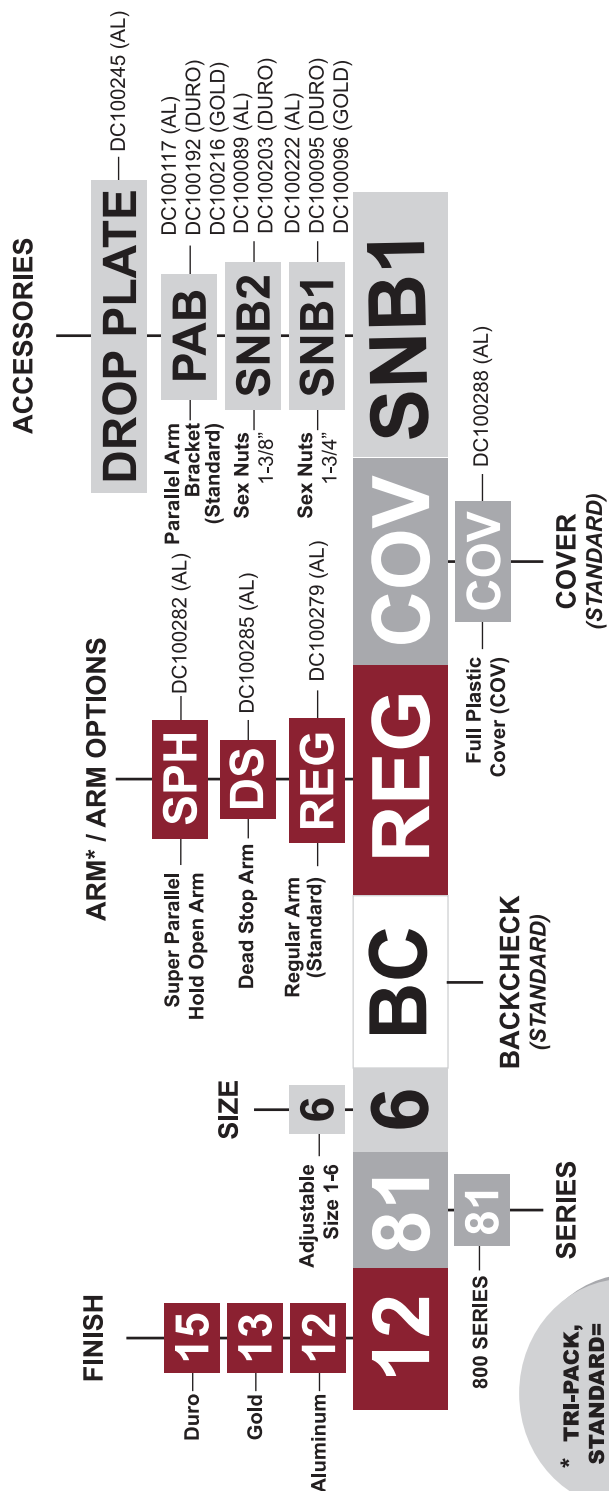 FINISH
Duro
15
Gold
13
Aluminum
12
SIZE
Adjustable
Size 1-6
6
ARM* / ARM OPTIONS
Super Parallel
Hold Open Arm
SPH
DC100282 (AL)
Dead Stop Arm
DS
DC100285 (AL)
Regular Arm
(Standard)
REG
DC100279 (AL)
ACCESSORIES
DROP PLATE
DC100245 (AL)
Parallel Arm
Bracket
(Standard)
PAB
DC100117 (AL)
DC100192 (DURO)
DC100216 (GOLD)
Sex Nuts
1-3/8”
SNB2
DC100089 (AL)
DC100203 (DURO)
Sex Nuts
1-3/4”
SNB1
DC100222 (AL)
DC100095 (DURO)
DC100096 (GOLD)
12 81 6 BC REG COV SNB1
800 SERIES
81
SERIES
BACKCHECK
(STANDARD)
Full Plastic
Cover (COV)
COV
DC100288 (AL)
COVER
(STANDARD)
* TRI-PACK,
STANDARD=